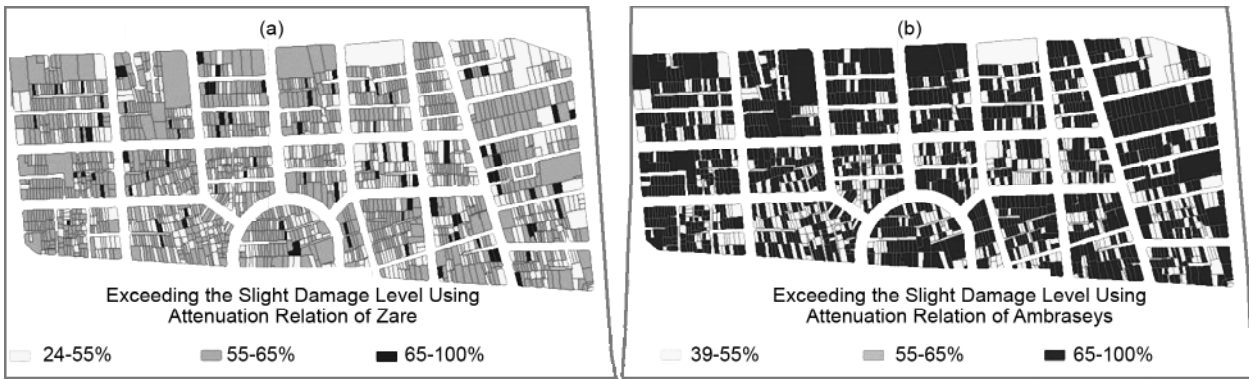 (a)
Exceeding the Slight Damage Level Using
Attenuation Relation of Zare
24-55%
55-65%
65-100%
(b)
Exceeding the Slight Damage Level Using
Attenuation Relation of Ambraseys
39-55%
55-65%
65-100%